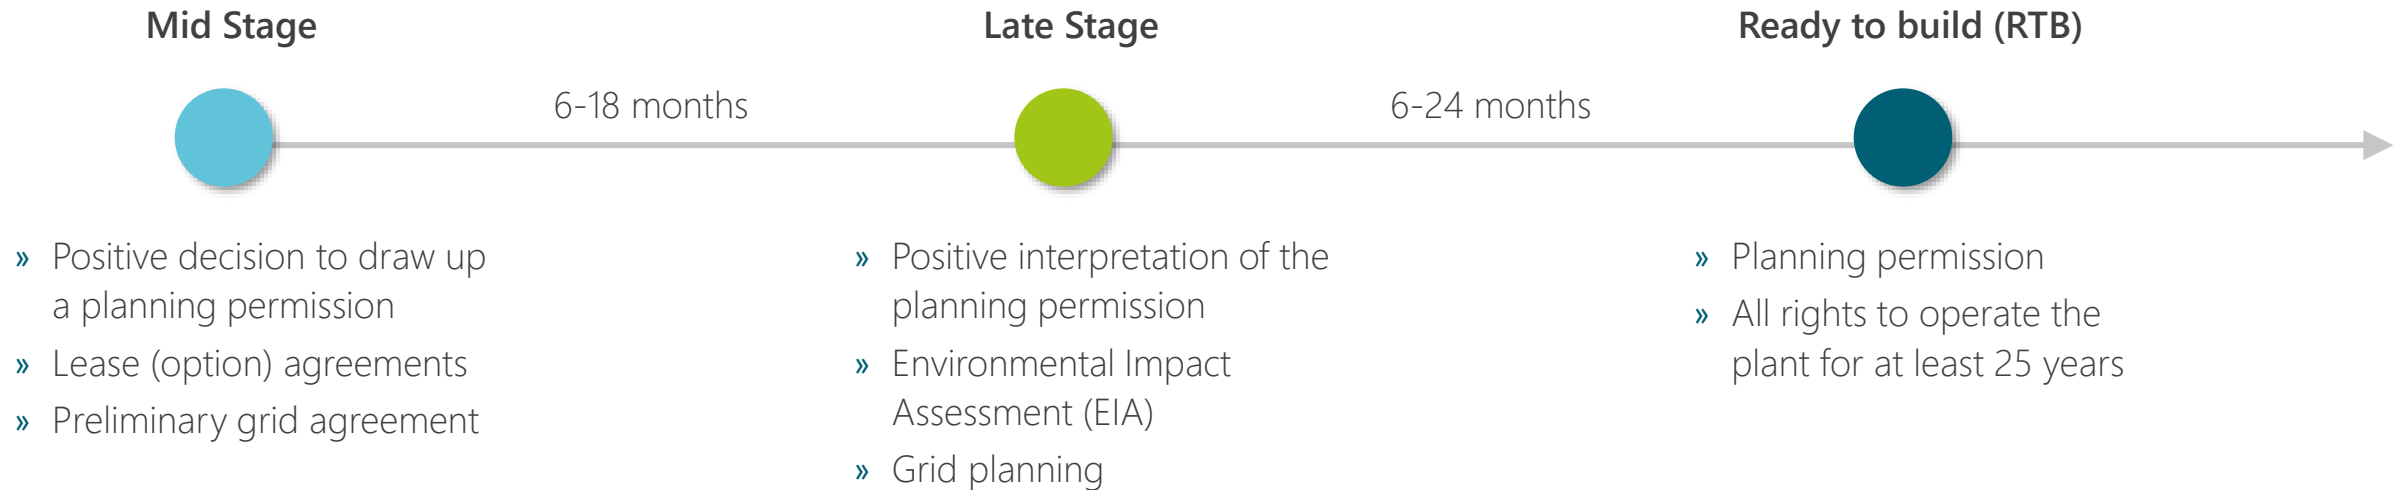 Mid Stage
Late Stage
Ready to build (RTB)
6-18 months
6-24 months
» Positive decision to draw up
a planning permission
» Lease (option) agreements
» Preliminary grid agreement
» Positive interpretation of the
planning permission
» Environmental Impact
Assessment (EIA)
» Grid planning
» Planning permission
» All rights to operate the
plant for at least 25 years